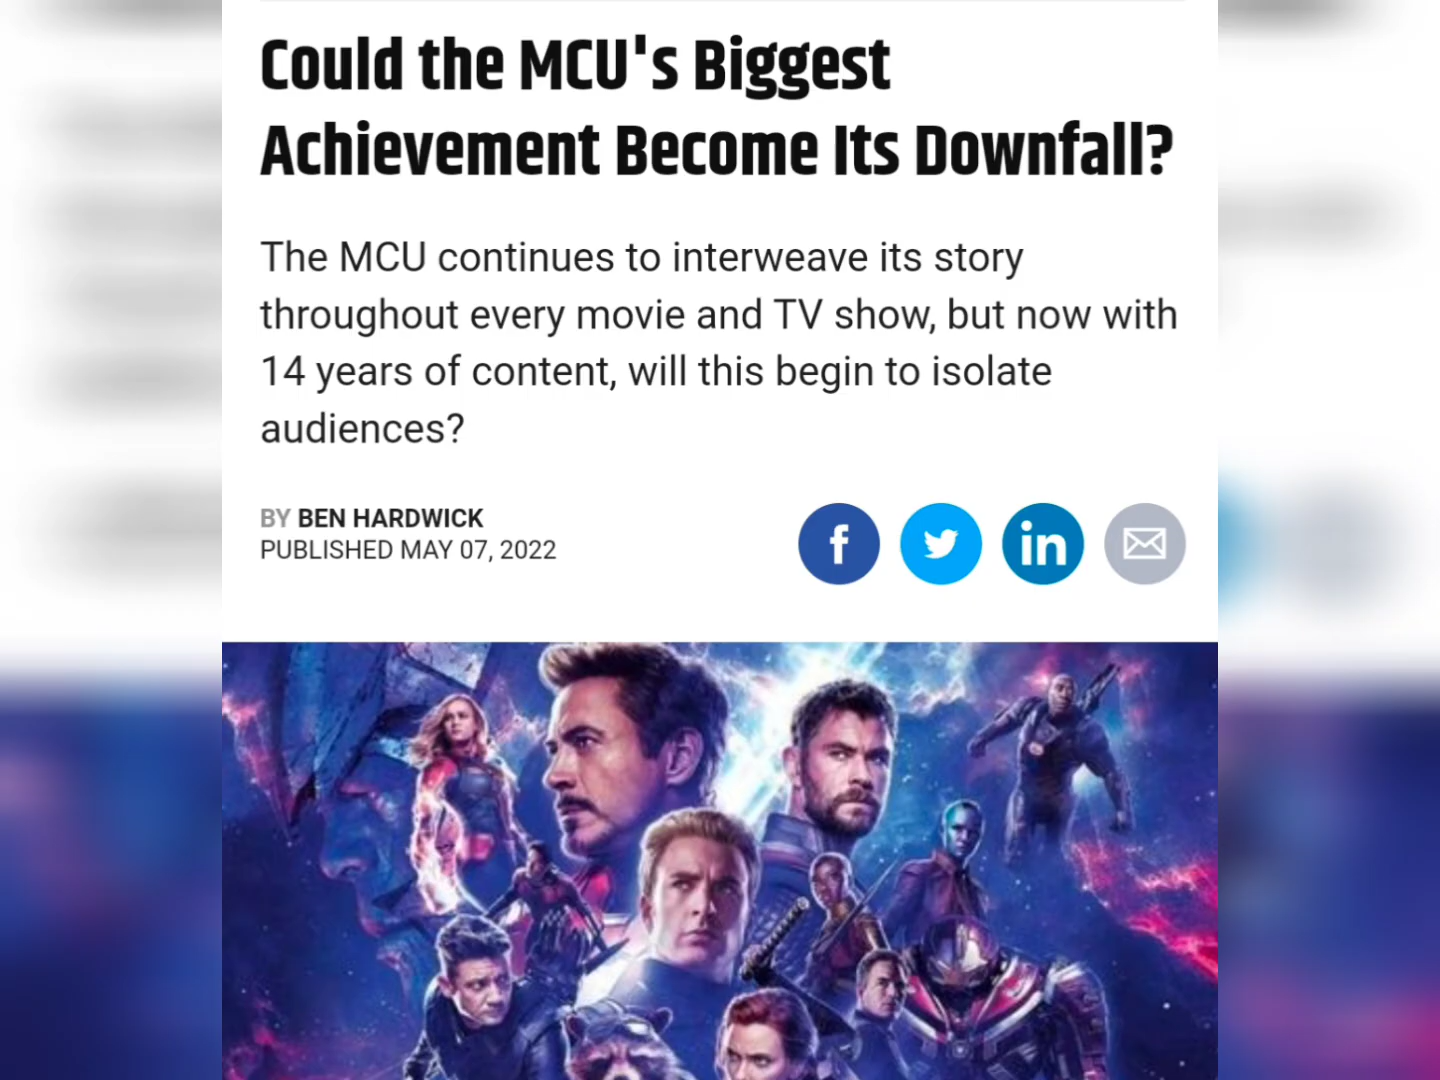 Could the MCU's Biggest
Achievement Become Its Downfall?
The MCU continues to interweave its story
throughout every movie and TV show, but now with
14 years of content, will this begin to isolate
audiences?
BY BEN HARDWICK
PUBLISHED MAY 07, 2022